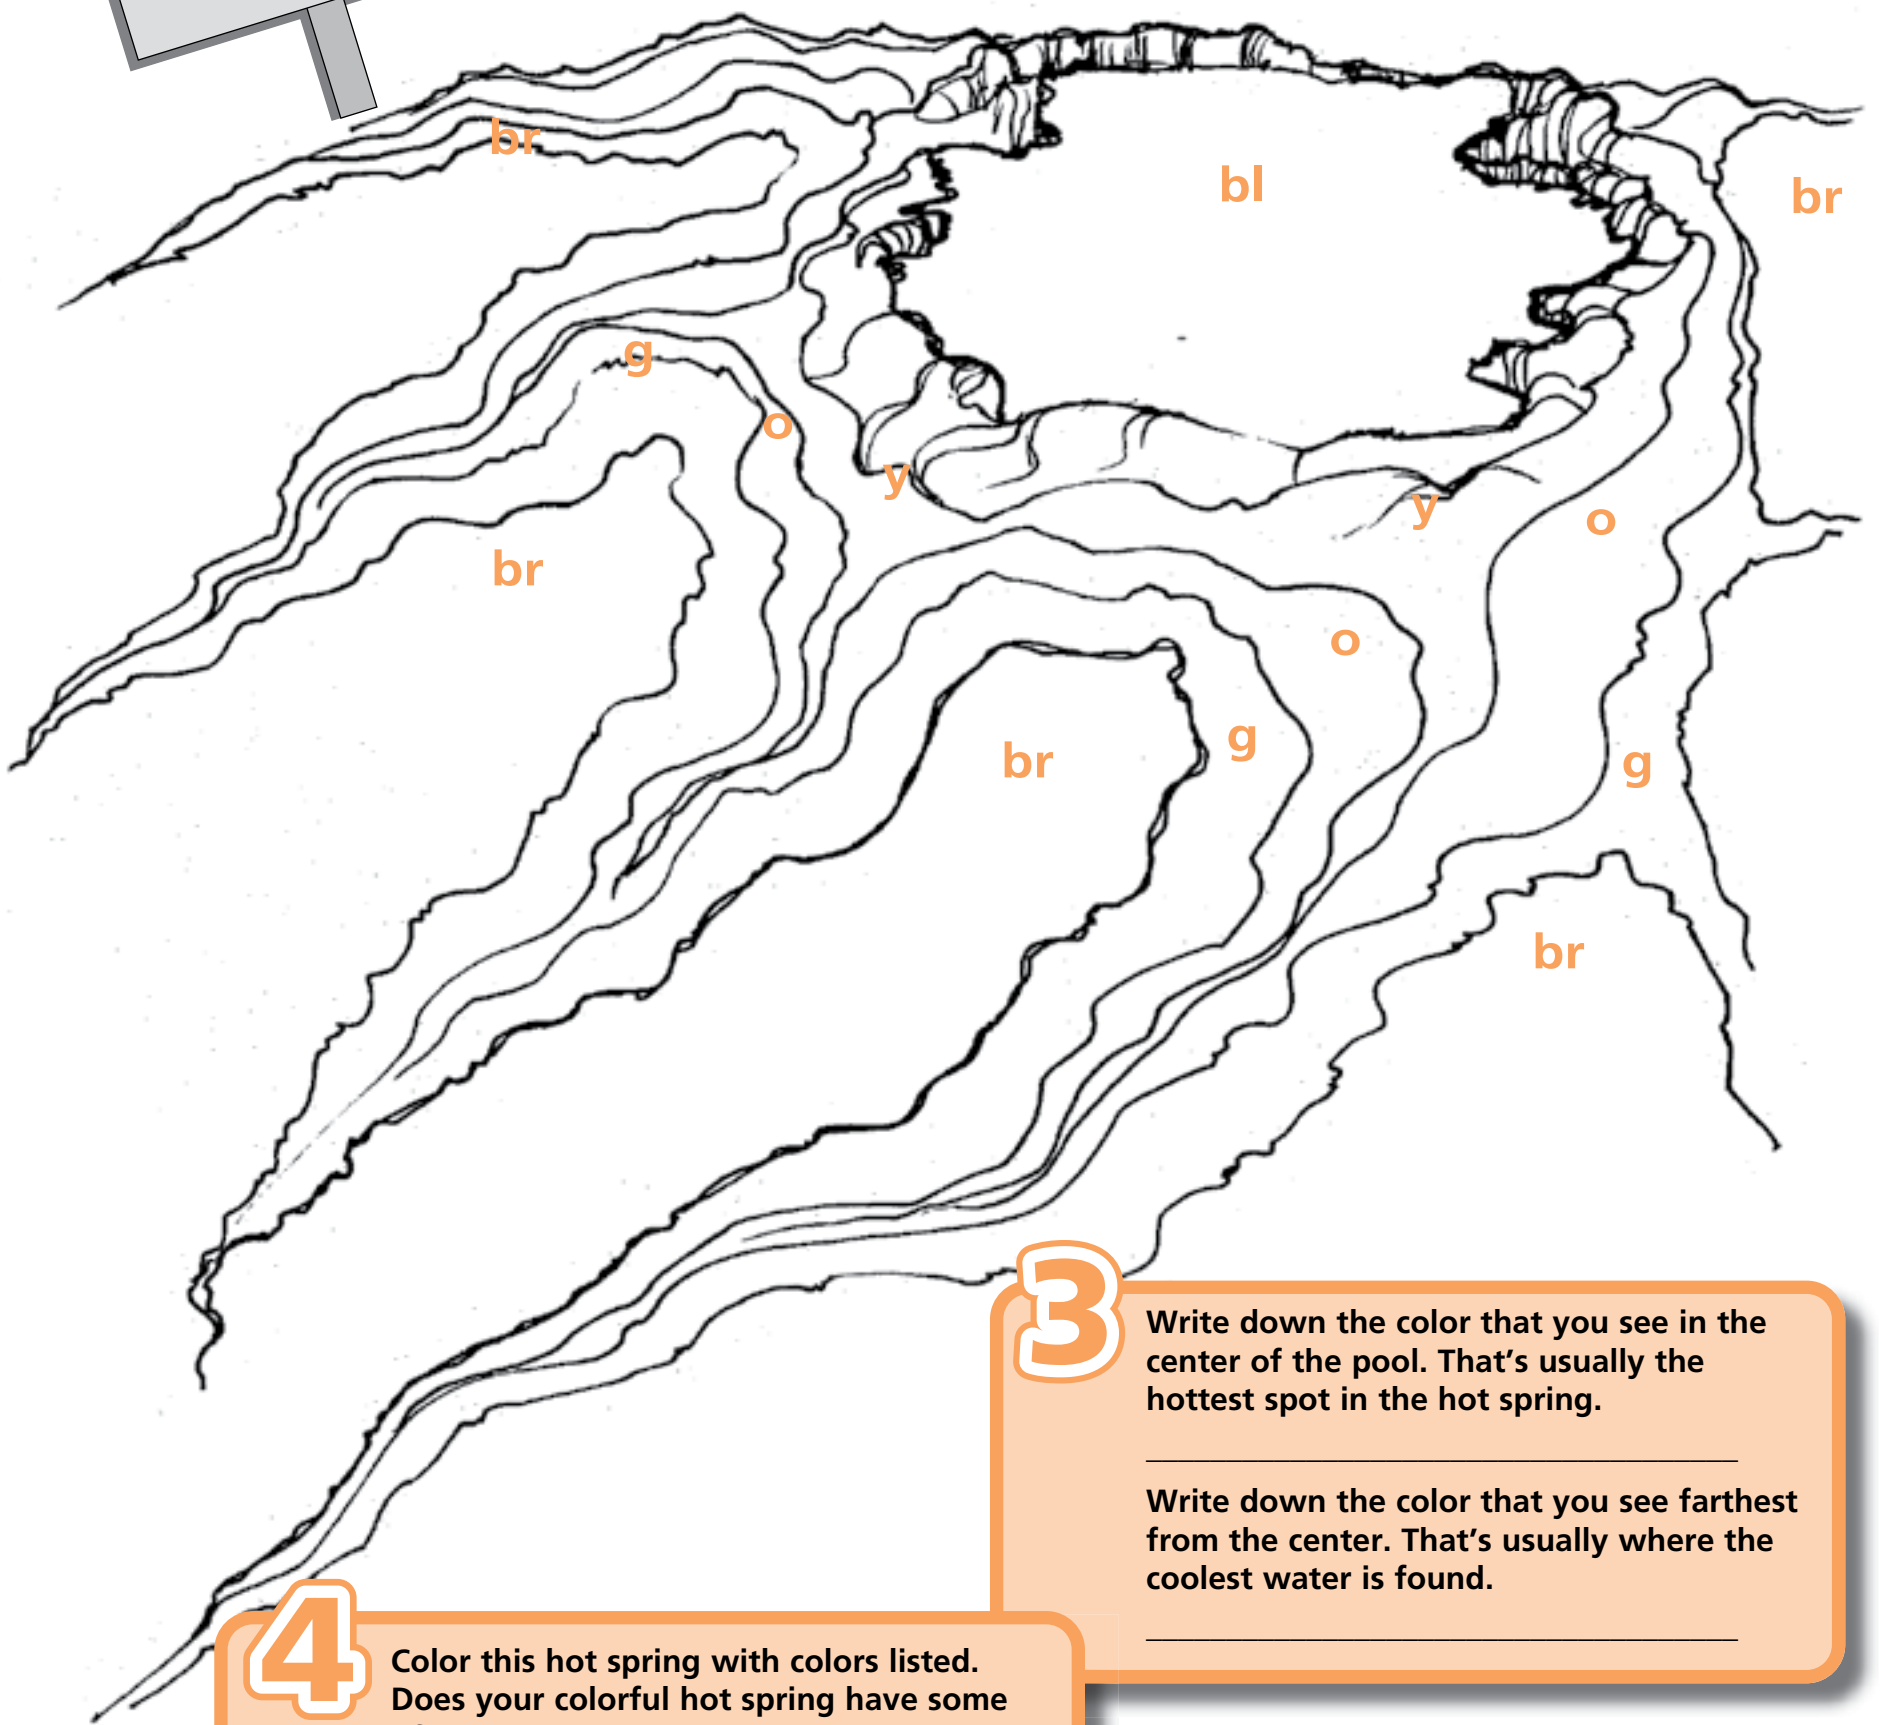 br
bl
br
g
o
y
y
o
br
o
g
br
g
br
3
Write down the color that you see in the
center of the pool. That’s usually the
hottest spot in the hot spring.
Write down the color that you see farthest
from the center. That’s usually where the
coolest water is found.
4
Color this hot spring with colors listed.
Does your colorful hot spring have some